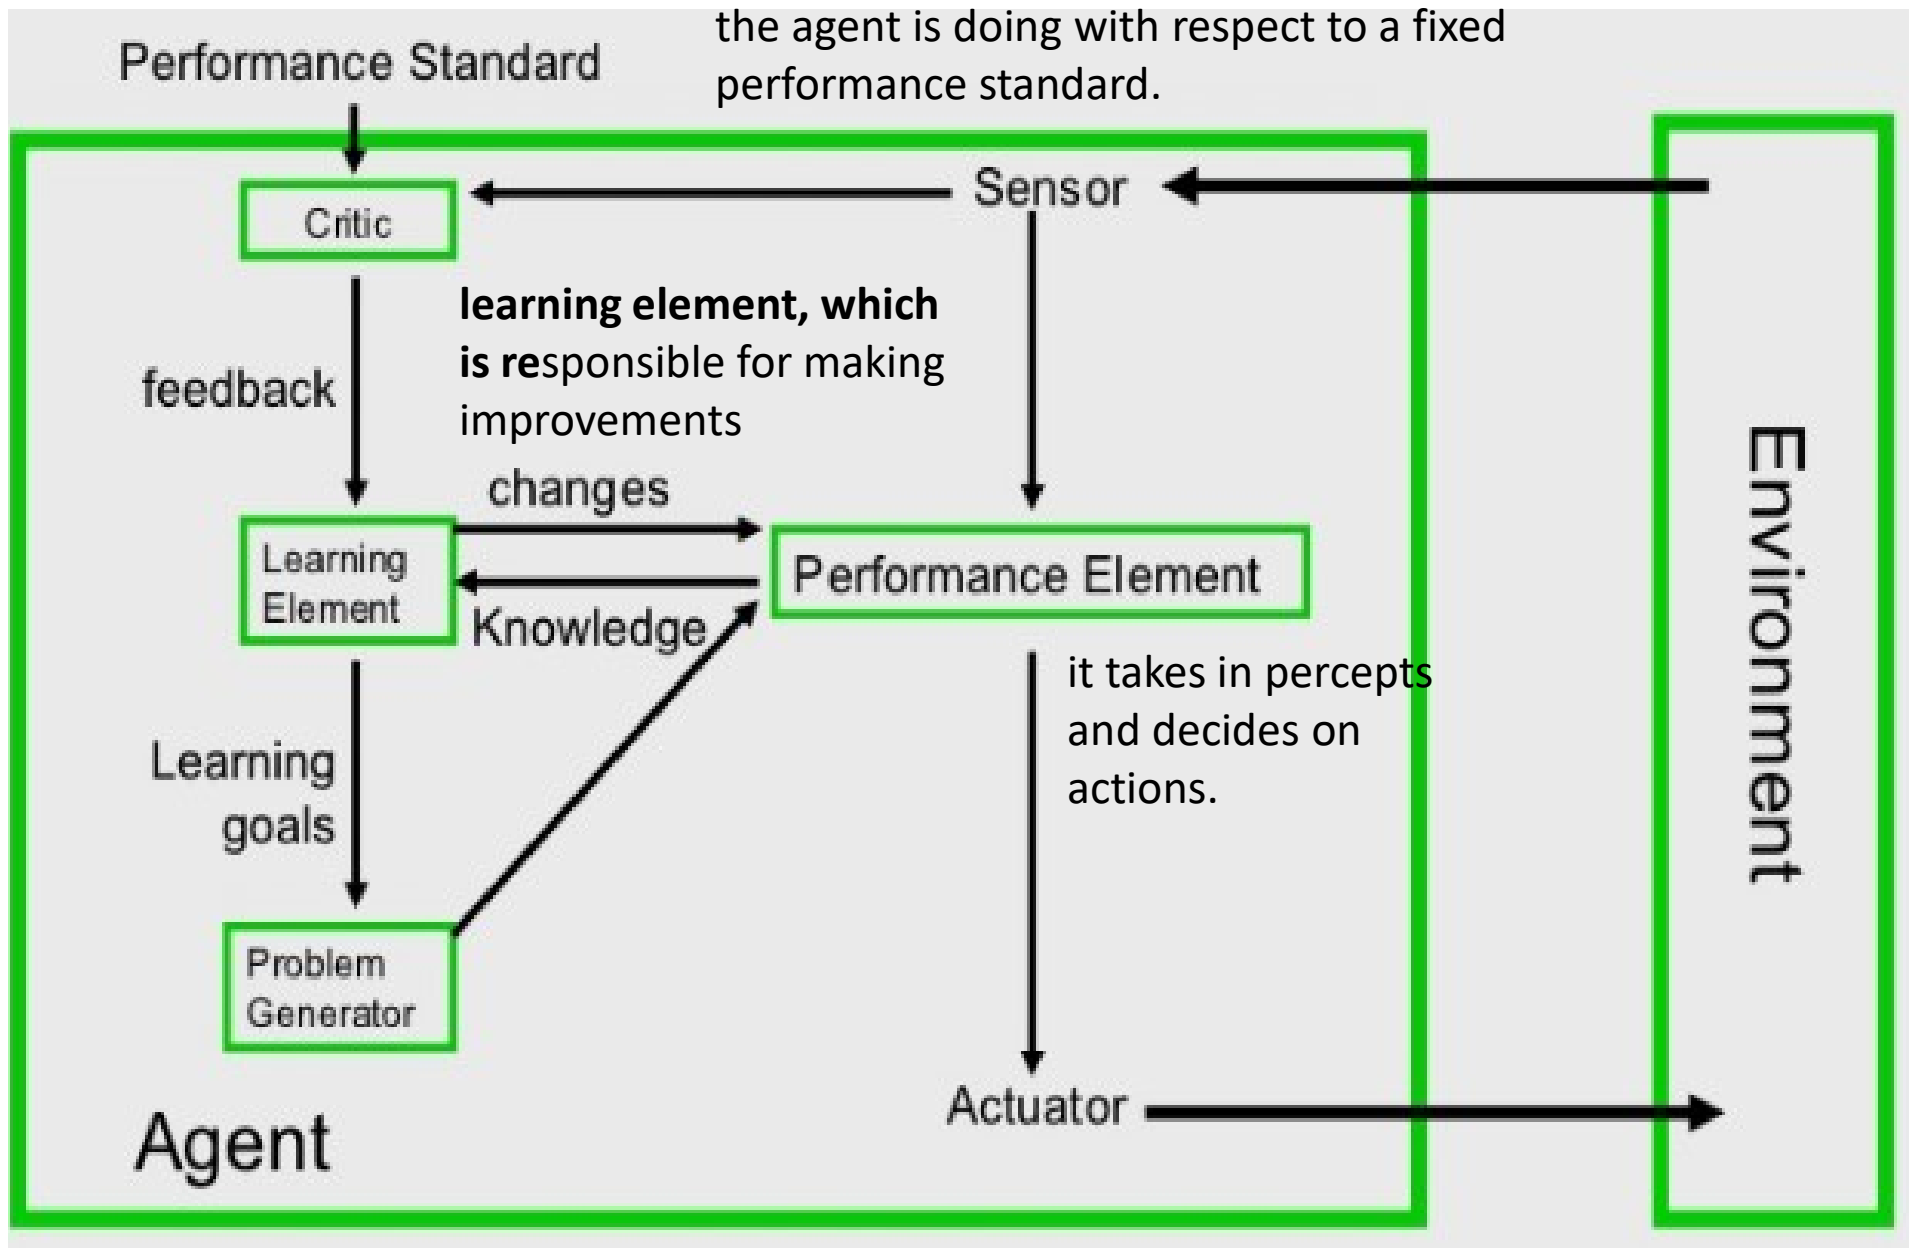 the agent is doing with respect to a fixed
performance standard.
Performance Standard
Sensor
Critic
learning element, which
is responsible for making
improvements
feedback
changes
Learning
Element
Performance Element
Knowledge
it takes in percepts
and decides on
actions.
Learning
goals
Environment
Problem
Generator
Actuator
Agent